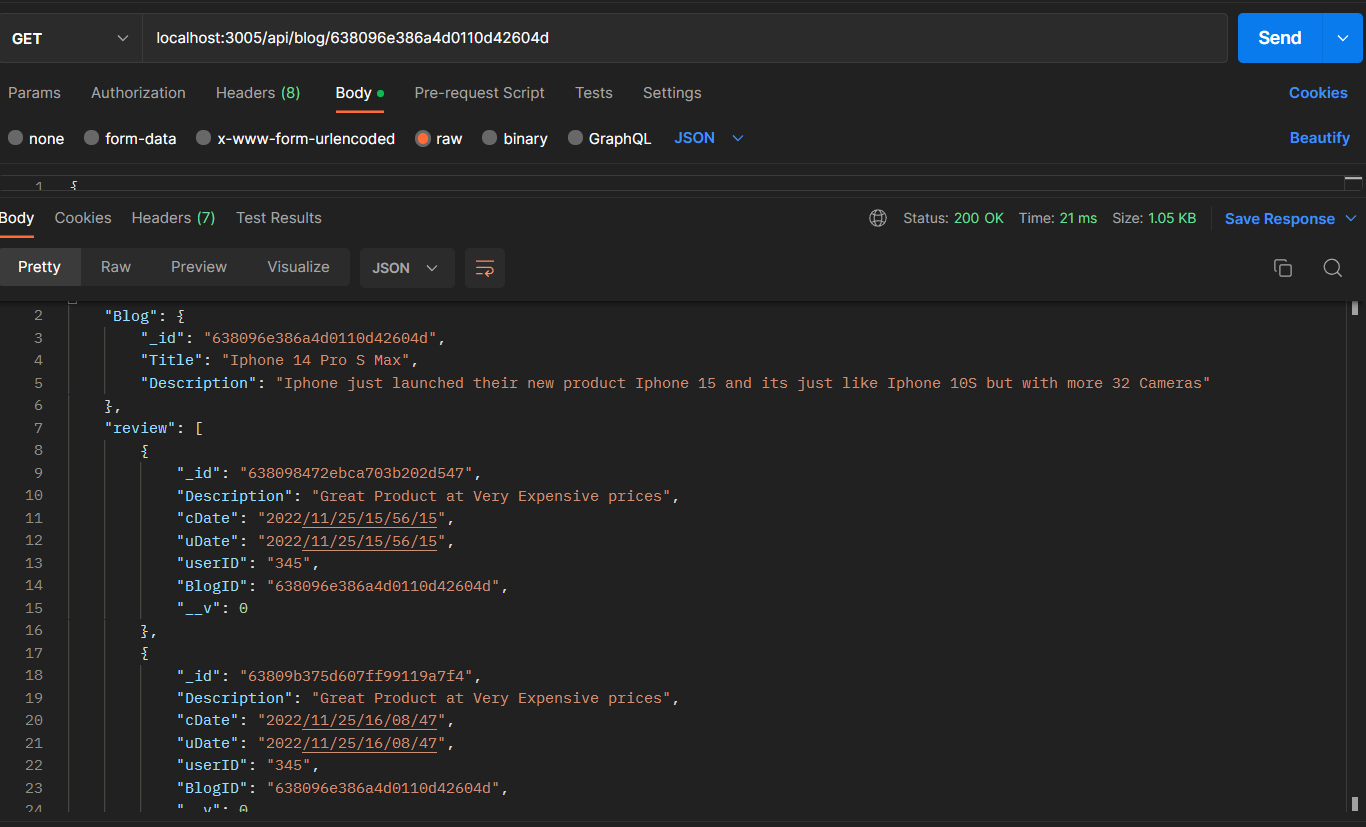 GET localhost:3005/api/blog/638096e386a4d0110d42604d Send
Params Authorization Headers (8) Body Pre-request Script Tests Settings Cookies
none form-data x-www-form-urlencoded raw binary GraphQL JSON Beautify
1 {
Body Cookies Headers (7) Test Results Status: 200 OK Time: 21 ms Size: 1.05 KB Save Response
Pretty Raw Preview Visualize JSON
2 "Blog": {
3 "_id": "638096e386a4d0110d42604d",
4 "Title": "Iphone 14 Pro S Max",
5 "Description": "Iphone just launched their new product Iphone 15 and its just like Iphone 10S but with more 32 Cameras"
6 },
7 "review": [
8 {
9 "_id": "638098472ebca703b202d547",
10 "Description": "Great Product at Very Expensive prices",
11 "cDate": "2022/11/25/15/56/15",
12 "uDate": "2022/11/25/15/56/15",
13 "userID": "345",
14 "BlogID": "638096e386a4d0110d42604d",
15 "__v": 0
16 },
17 {
18 "_id": "63809b375d607ff99119a7f4",
19 "Description": "Great Product at Very Expensive prices",
20 "cDate": "2022/11/25/16/08/47",
21 "uDate": "2022/11/25/16/08/47",
22 "userID": "345",
23 "BlogID": "638096e386a4d0110d42604d",
24 "__v": 0